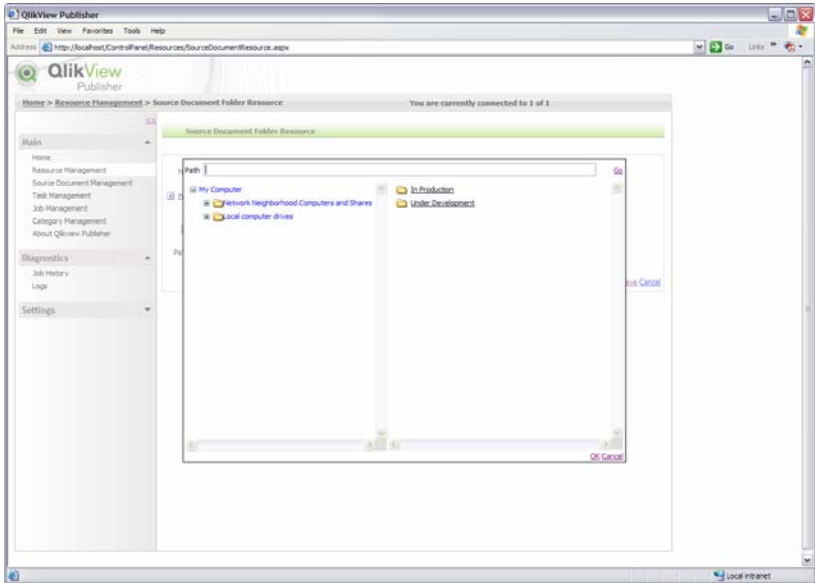 QlikView Publisher
File Edit View Favorites Tools Help
Address http://localhost/ControlPanel/Resources/SourceDocumentResource.aspx Go Links »
QlikView
Publisher
Home > Resource Management > Source Document Folder Resource You are currently connected to 1 of 1
<<
Source Document Folder Resource
Main
Home
Resource Management
Source Document Management
Task Management
Job Management
Category Management
About Qlikview Publisher
Diagnostics
Job History
Logs
Settings
Path Go
My Computer
Network Neighborhood Computers and Shares
Local computer drives
In Production
Under Development
Cancel
OK Cancel
Local intranet